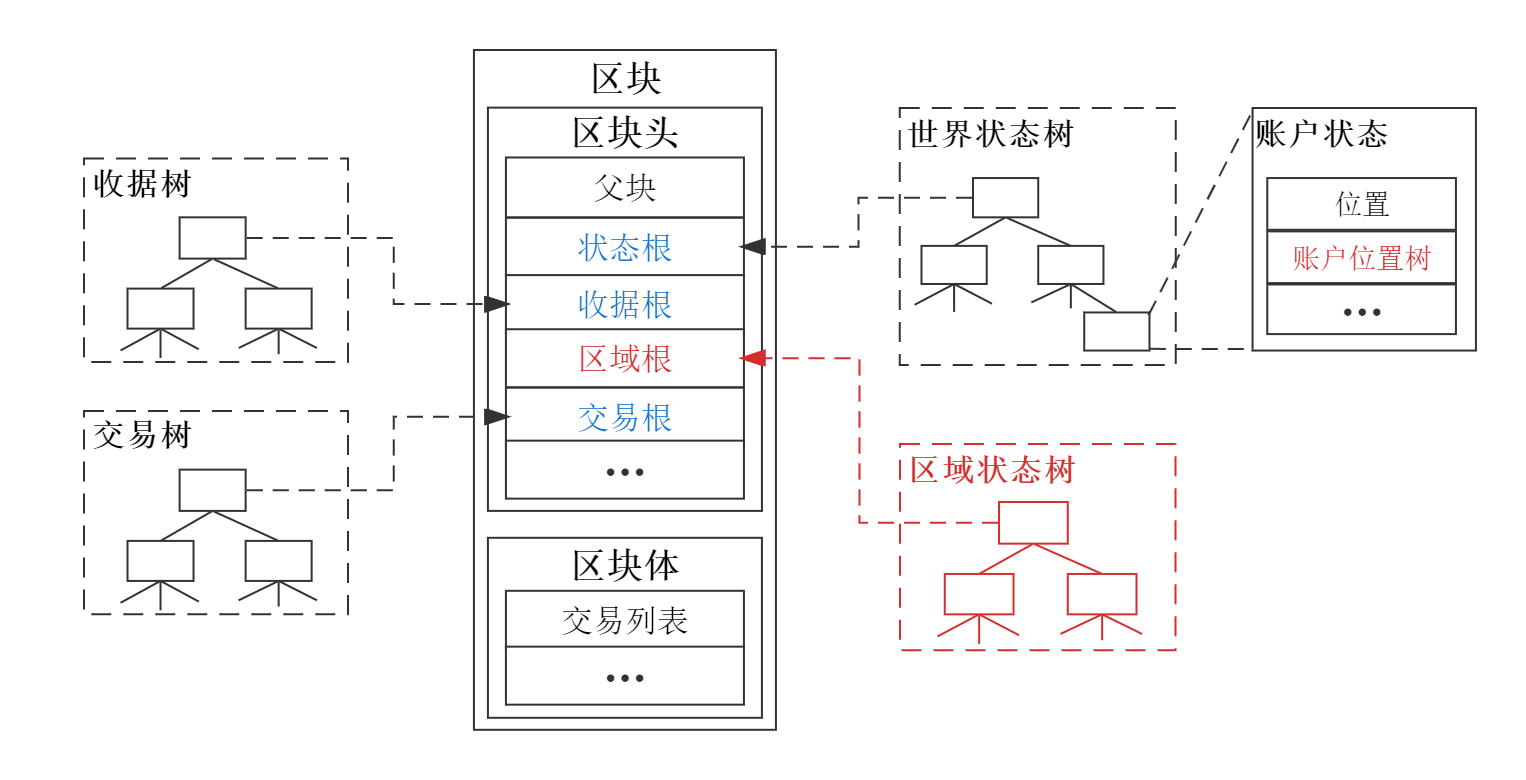 区块
区块头
父块
状态根
收据根
区域根
交易根
•••
区块体
交易列表
•••
收据树
交易树
世界状态树
账户状态
位置
账户位置树
•••
区域状态树